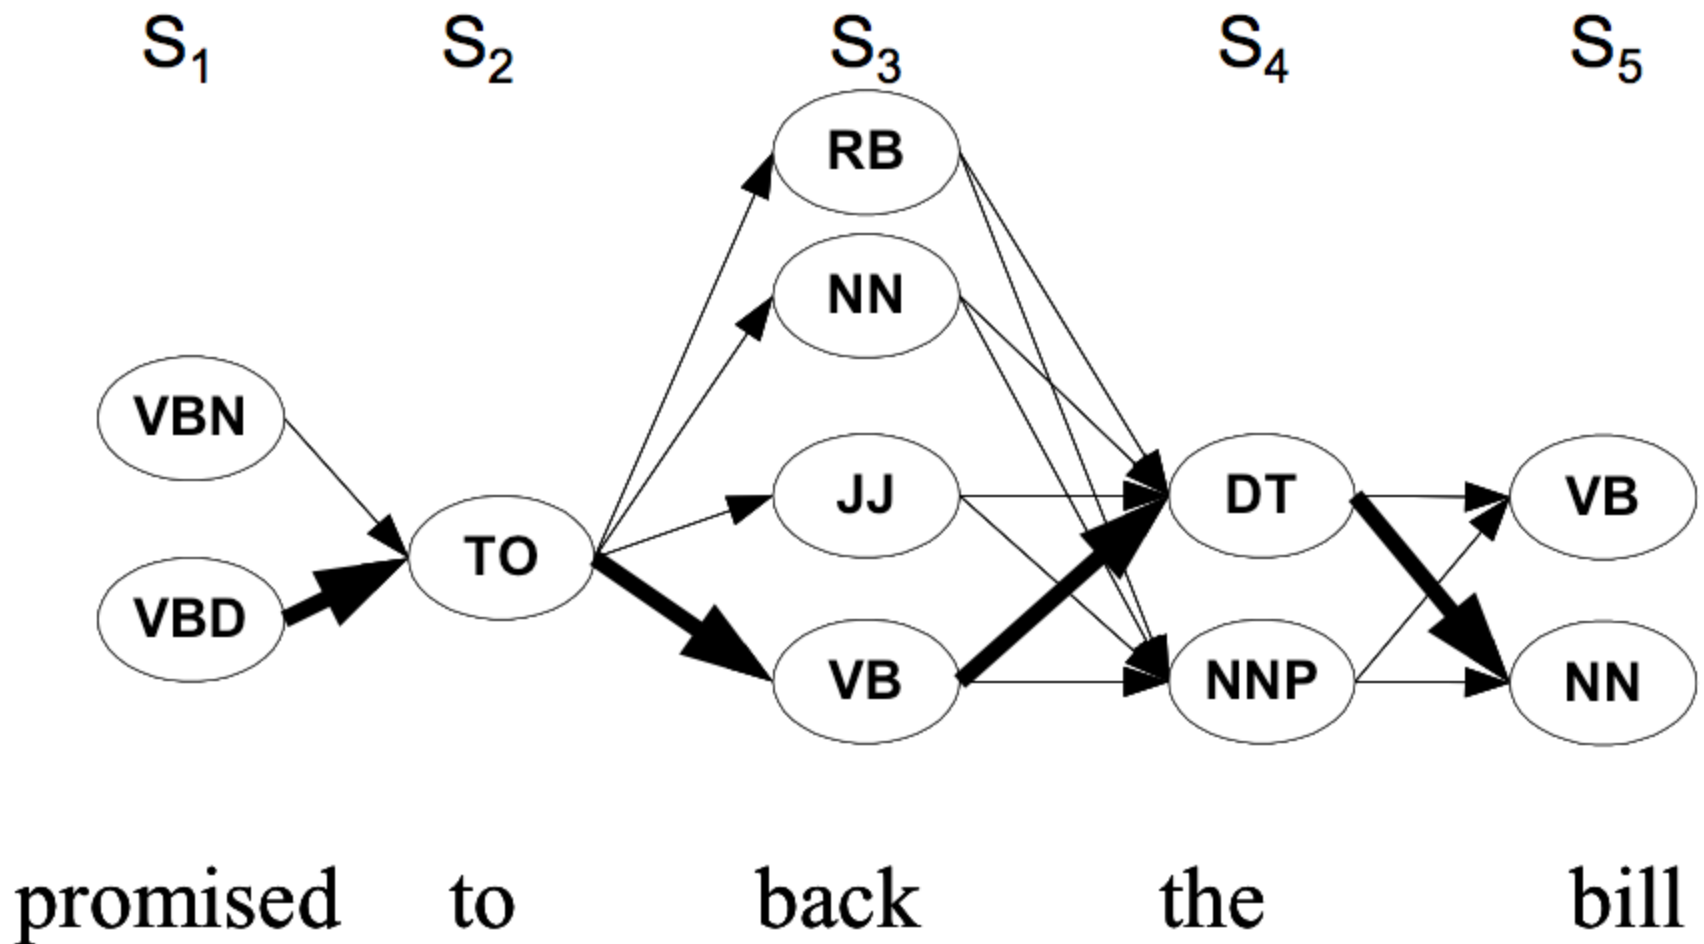 S₁ S₂ S₃ S₄ S₅
RB
NN
VBN
JJ DT VB
TO
VBD
VB NNP NN
promised to back the bill